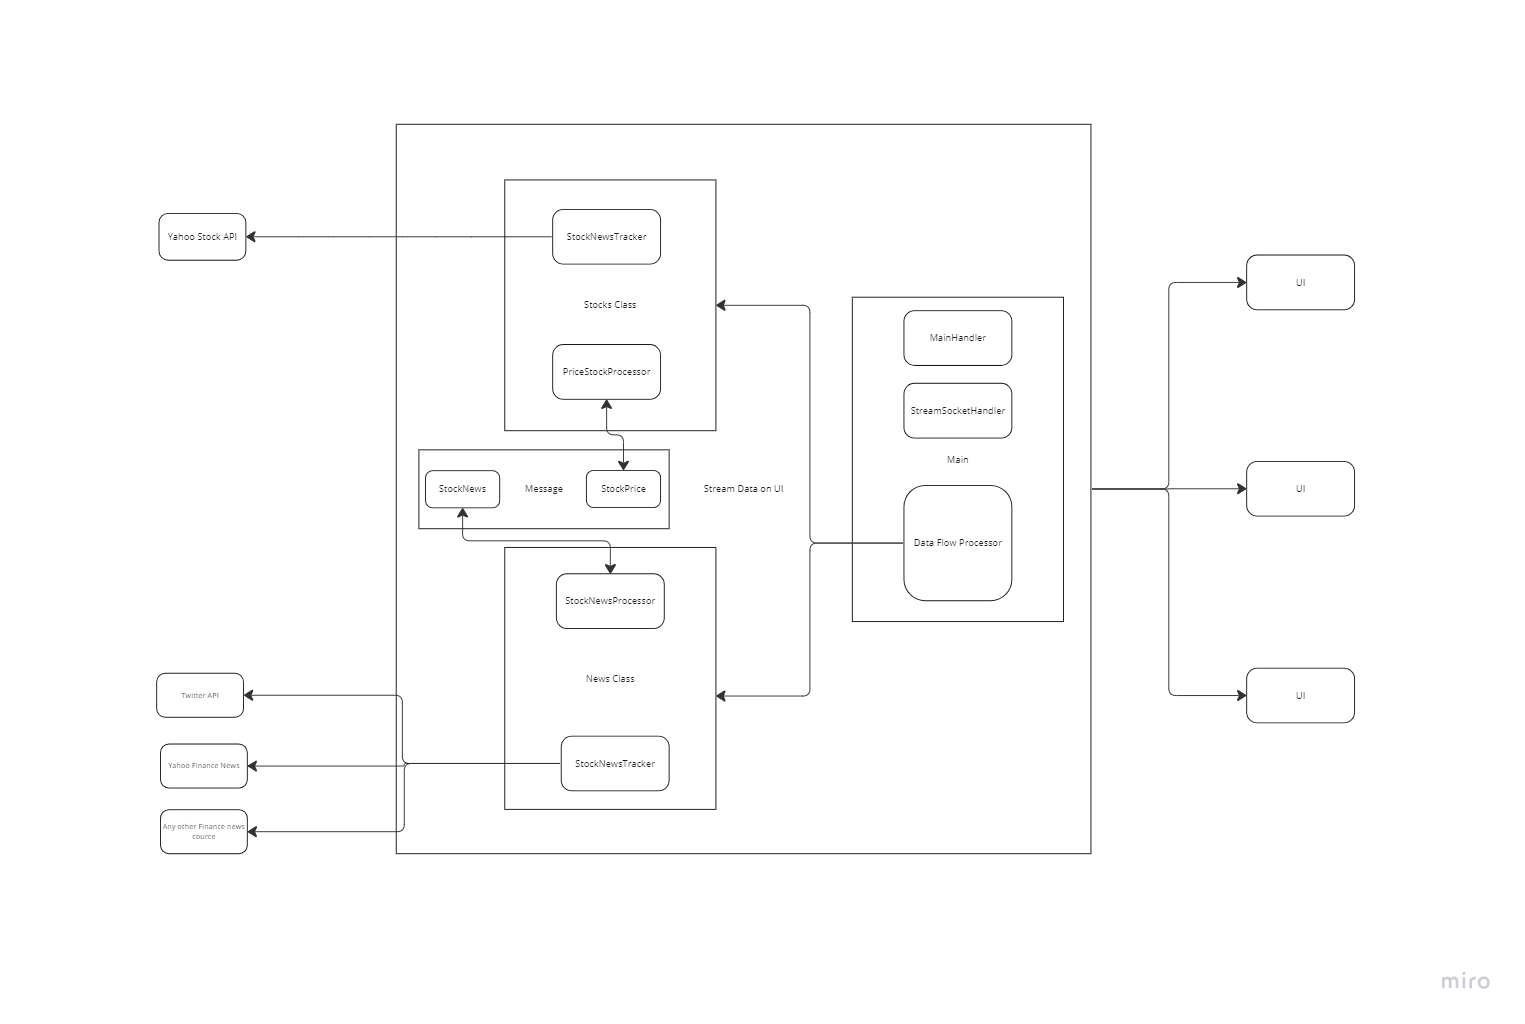 StockNewsTracker
Yahoo Stock API
Stocks Class
PriceStockProcessor
StockNews
Message
StockPrice
Stream Data on UI
MainHandler
StreamSocketHandler
Main
Data Flow Processor
StockNewsProcessor
News Class
StockNewsTracker
Twitter API
Yahoo Finance News
Any other Finance news
cource
UI
UI
UI
miro